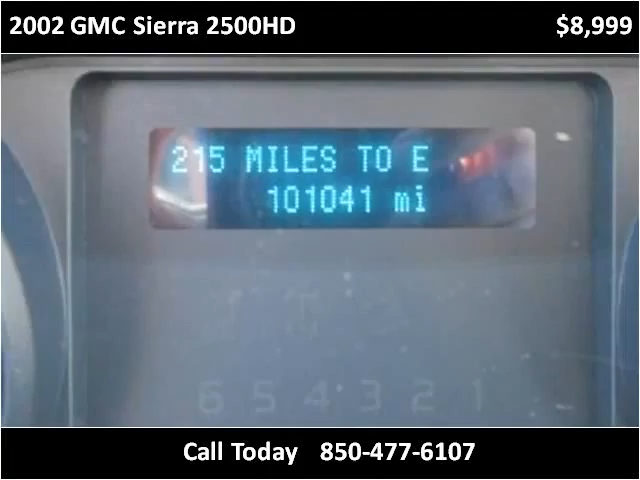 2002 GMC Sierra 2500HD $8,999
215 MILES TO E
101041 mi
6 5 4 3 2 1
Call Today 850-477-6107